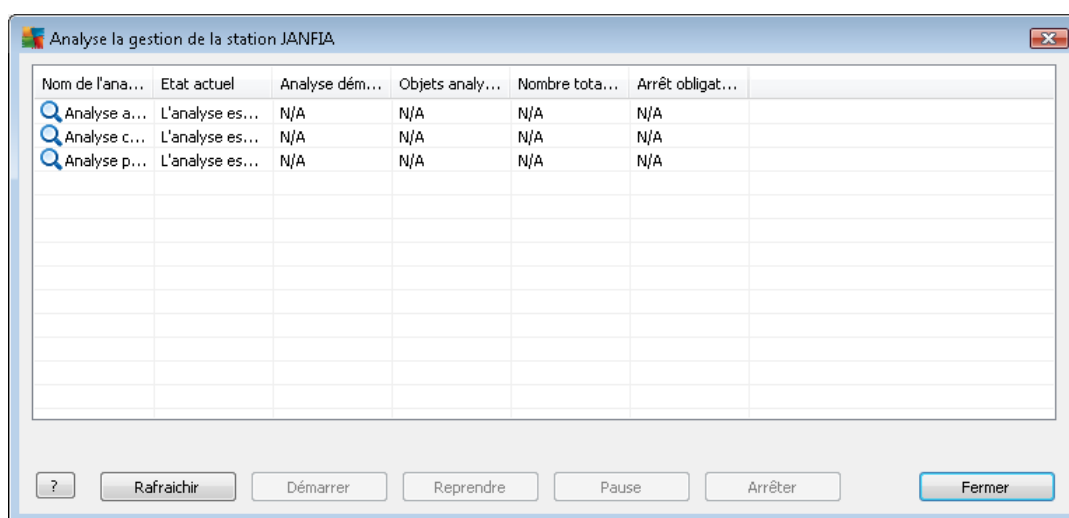 Analyse la gestion de la station JANFIA
Nom de l'ana... Etat actuel Analyse dém... Objets analy... Nombre tota... Arrêt obligat...
Analyse a... L'analyse es... N/A N/A N/A N/A
Analyse c... L'analyse es... N/A N/A N/A N/A
Analyse p... L'analyse es... N/A N/A N/A N/A
? Rafraichir Démarrer Reprendre Pause Arrêter Fermer